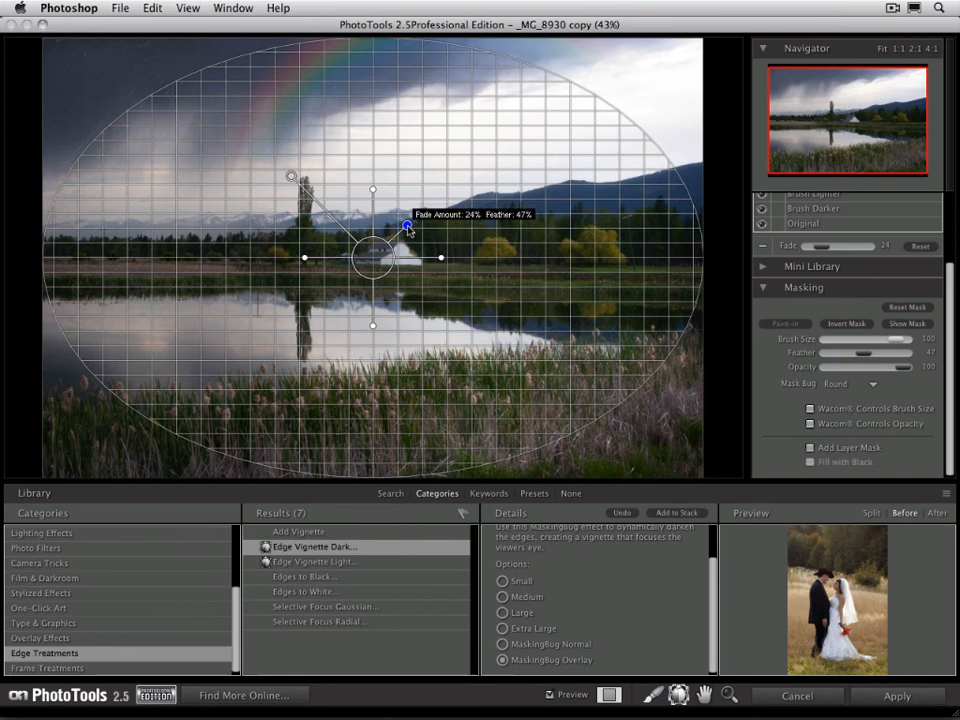 Photoshop File Edit View Window Help
PhotoTools 2.5Professional Edition - _MG_8930 copy (43%)
Navigator Fit 1:1 2:1 4:1
Fade Amount: 24% Feather: 47%
Brush Lighter
Brush Darker
Original
Fade 24 Reset
Mini Library
Masking
Reset Mask
Paint-in Invert Mask Show Mask
Brush Size 500
Feather 47
Opacity 100
Mask Bug Round
Wacom® Controls Brush Size
Wacom® Controls Opacity
Add Layer Mask
Fill with Black
Library Search Categories Keywords Presets None
Categories
Lighting Effects
Photo Filters
Camera Tricks
Film & Darkroom
Stylized Effects
One-Click Art
Type & Graphics
Overlay Effects
Edge Treatments
Frame Treatments
Results (7)
Add Vignette
Edge Vignette Dark...
Edge Vignette Light...
Edges to Black...
Edges to White...
Selective Focus Gaussian...
Selective Focus Radial...
Details Undo Add to Stack
Use this MaskingBug effect to dynamically darken
the edges, creating a vignette that focuses the
viewers eye.
Options:
Small
Medium
Large
Extra Large
MaskingBug Normal
MaskingBug Overlay
Preview Split Before After
on PhotoTools 2.5 PROFESSIONAL EDITION Find More Online... Preview Cancel Apply